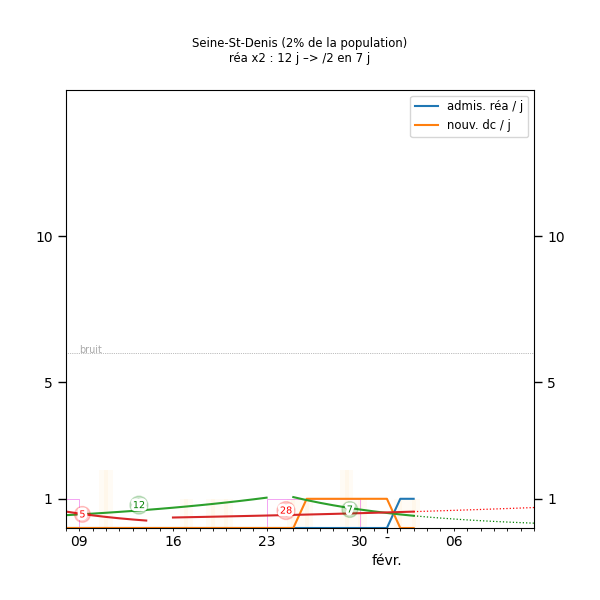 Seine-St-Denis (2% de la population)
réa x2 : 12 j –> /2 en 7 j
admis. réa / j
nouv. dc / j
10
10
bruit
5
5
1
1
5
12
28
7
09
16
23
30
-
06
févr.